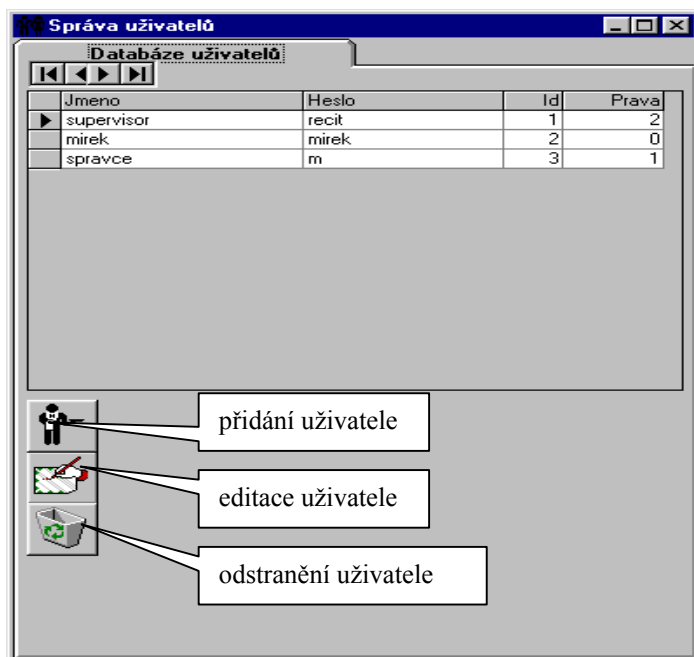 Správa uživatelů
Databáze uživatelů
Jmeno Heslo Id Prava
supervisor recit 1 2
mirek mirek 2 0
spravce m 3 1
přidání uživatele
editace uživatele
odstranění uživatele